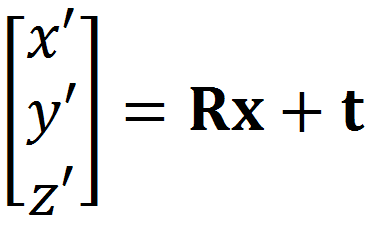 [x′
y′
z′] = Rx + t